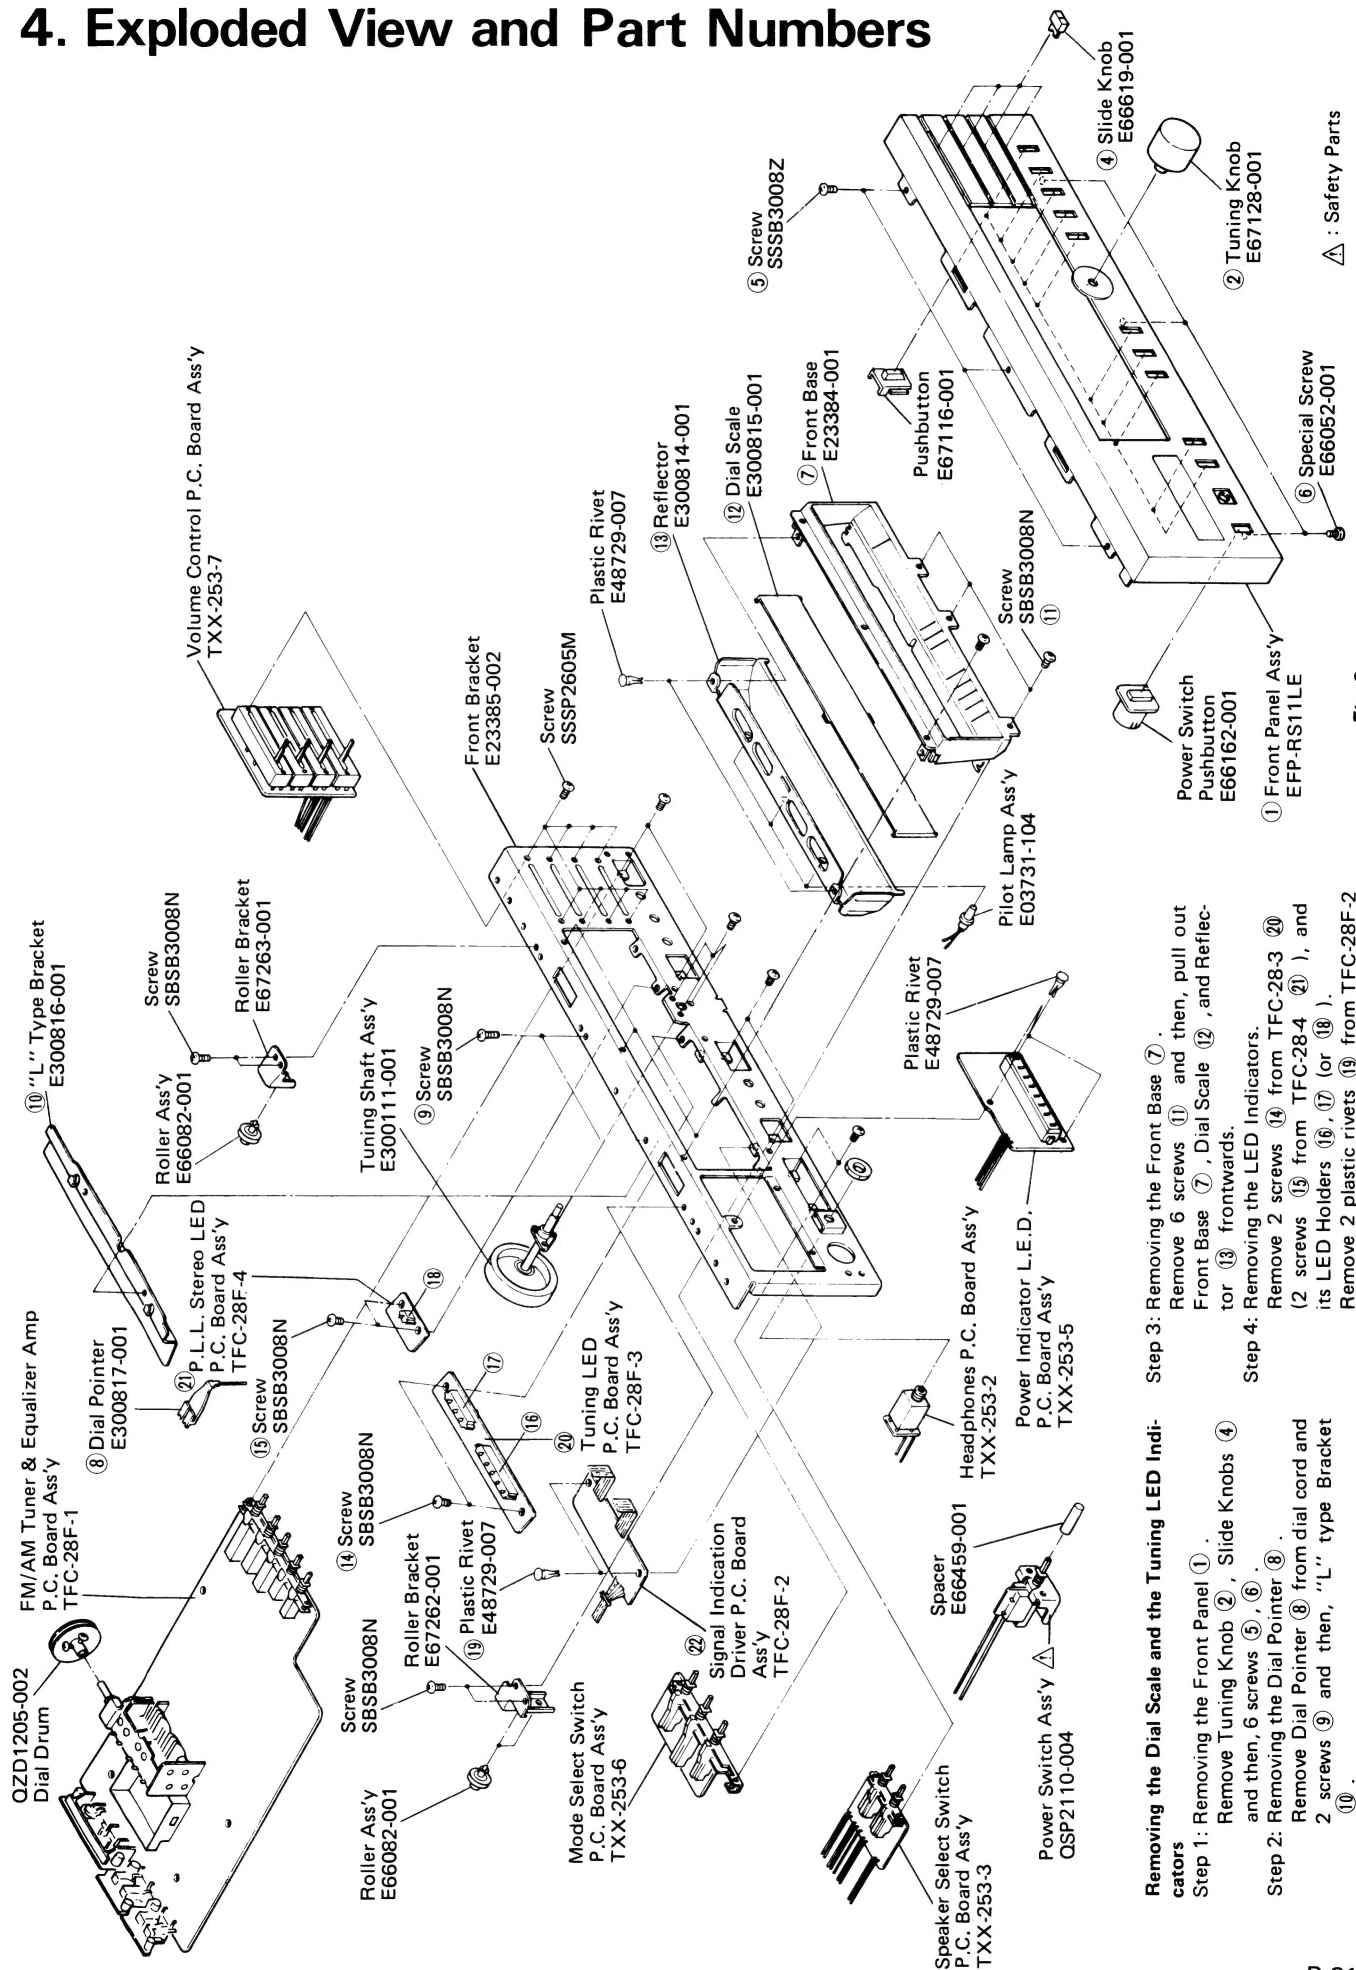 4. Exploded View and Part Numbers
QZD1205-002
Dial Drum
FM/AM Tuner & Equalizer Amp
P.C. Board Ass'y
TFC-28F-1
⑧ Dial Pointer
E300817-001
⑩ "L" Type Bracket
E300816-001
Screw
SBSB3008N
Roller Bracket
E67263-001
Roller Ass'y
E66082-001
Volume Control P.C. Board Ass'y
TXX-253-7
㉑ P.L.L. Stereo LED
P.C. Board Ass'y
TFC-28F-4
⑮ Screw
SBSB3008N
⑱
Tuning Shaft Ass'y
E300111-001
⑨ Screw
SBSB3008N
Front Bracket
E23385-002
Screw
SSSP2605M
Plastic Rivet
E48729-007
⑬ Reflector
E300814-001
⑫ Dial Scale
E300815-001
⑦ Front Base
E23384-001
⑤ Screw
SSSB3008Z
Pushbutton
E67116-001
④ Slide Knob
E66619-001
② Tuning Knob
E67128-001
⚠ : Safety Parts
⑥ Special Screw
E66052-001
Screw
SBSB3008N
⑪
Power Switch
Pushbutton
E66162-001
① Front Panel Ass'y
EFP-RS11LE
Pilot Lamp Ass'y
E03731-104
Plastic Rivet
E48729-007
⑭ Screw
SBSB3008N
⑰
⑯
⑳
Tuning LED
P.C. Board Ass'y
TFC-28F-3
Screw
SBSB3008N
Roller Bracket
E67262-001
⑲ Plastic Rivet
E48729-007
Roller Ass'y
E66082-001
㉒
Signal Indication
Driver P.C. Board
Ass'y
TFC-28F-2
Mode Select Switch
P.C. Board Ass'y
TXX-253-6
Headphones P.C. Board Ass'y
TXX-253-2
Power Indicator L.E.D.
P.C. Board Ass'y
TXX-253-5
Spacer
E66459-001
Power Switch Ass'y ⚠
QSP2110-004
Speaker Select Switch
P.C. Board Ass'y
TXX-253-3
Removing the Dial Scale and the Tuning LED Indi-
cators
Step 1: Removing the Front Panel ① .
Remove Tuning Knob ② , Slide Knobs ④
and then, 6 screws ⑤ , ⑥ .
Step 2: Removing the Dial Pointer ⑧ .
Remove Dial Pointer ⑧ from dial cord and
2 screws ⑨ and then, "L" type Bracket
⑩ .
Step 3: Removing the Front Base ⑦ .
Remove 6 screws ⑪ and then, pull out
Front Base ⑦ , Dial Scale ⑫ , and Reflec-
tor ⑬ frontwards.
Step 4: Removing the LED Indicators.
Remove 2 screws ⑭ from TFC-28-3 ⑳
(2 screws ⑮ from TFC-28-4 ㉑ ), and
its LED Holders ⑯ , ⑰ (or ⑱ ).
Remove 2 plastic rivets ⑲ from TFC-28F-2